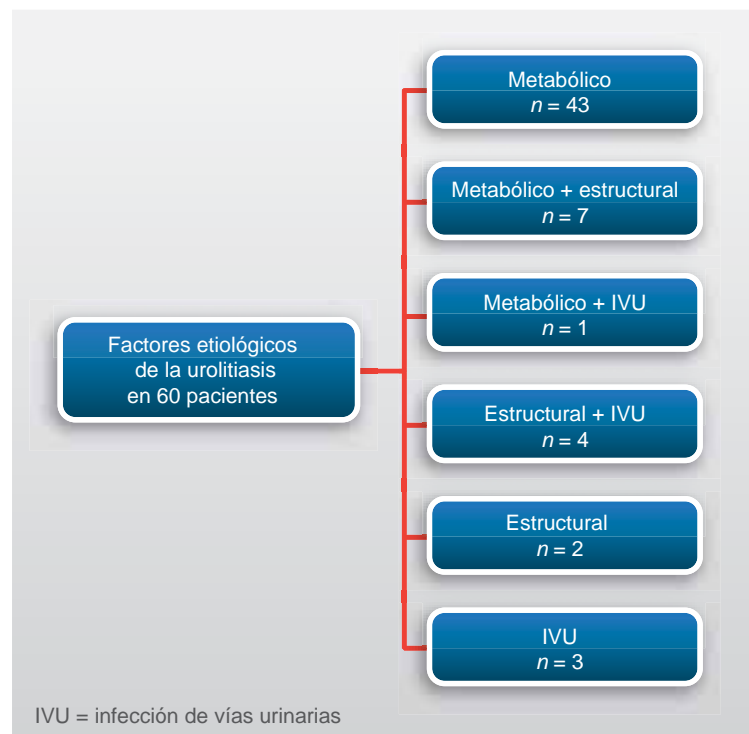 Factores etiológicos
de la urolitiasis
en 60 pacientes
Metabólico
n = 43
Metabólico + estructural
n = 7
Metabólico + IVU
n = 1
Estructural + IVU
n = 4
Estructural
n = 2
IVU
n = 3
IVU = infección de vías urinarias